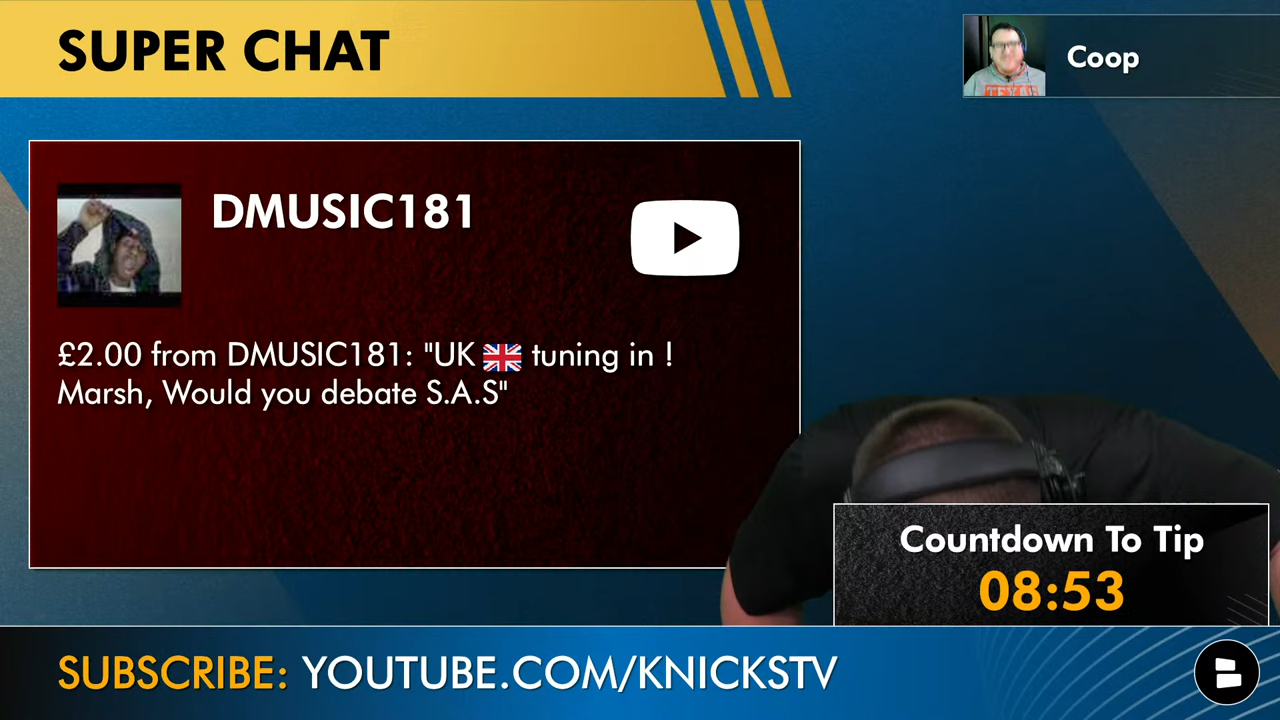 SUPER CHAT
Coop
DMUSIC181
£2.00 from DMUSIC181: "UK 🇬🇧 tuning in !
Marsh, Would you debate S.A.S"
Countdown To Tip
08:53
SUBSCRIBE: YOUTUBE.COM/KNICKSTV